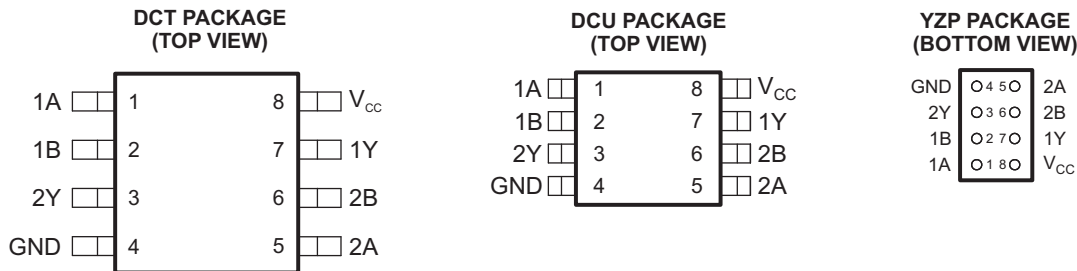 DCT PACKAGE
(TOP VIEW)
1A 1 8 VCC
1B 2 7 1Y
2Y 3 6 2B
GND 4 5 2A
DCU PACKAGE
(TOP VIEW)
1A 1 8 VCC
1B 2 7 1Y
2Y 3 6 2B
GND 4 5 2A
YZP PACKAGE
(BOTTOM VIEW)
GND 4 5 2A
2Y 3 6 2B
1B 2 7 1Y
1A 1 8 VCC